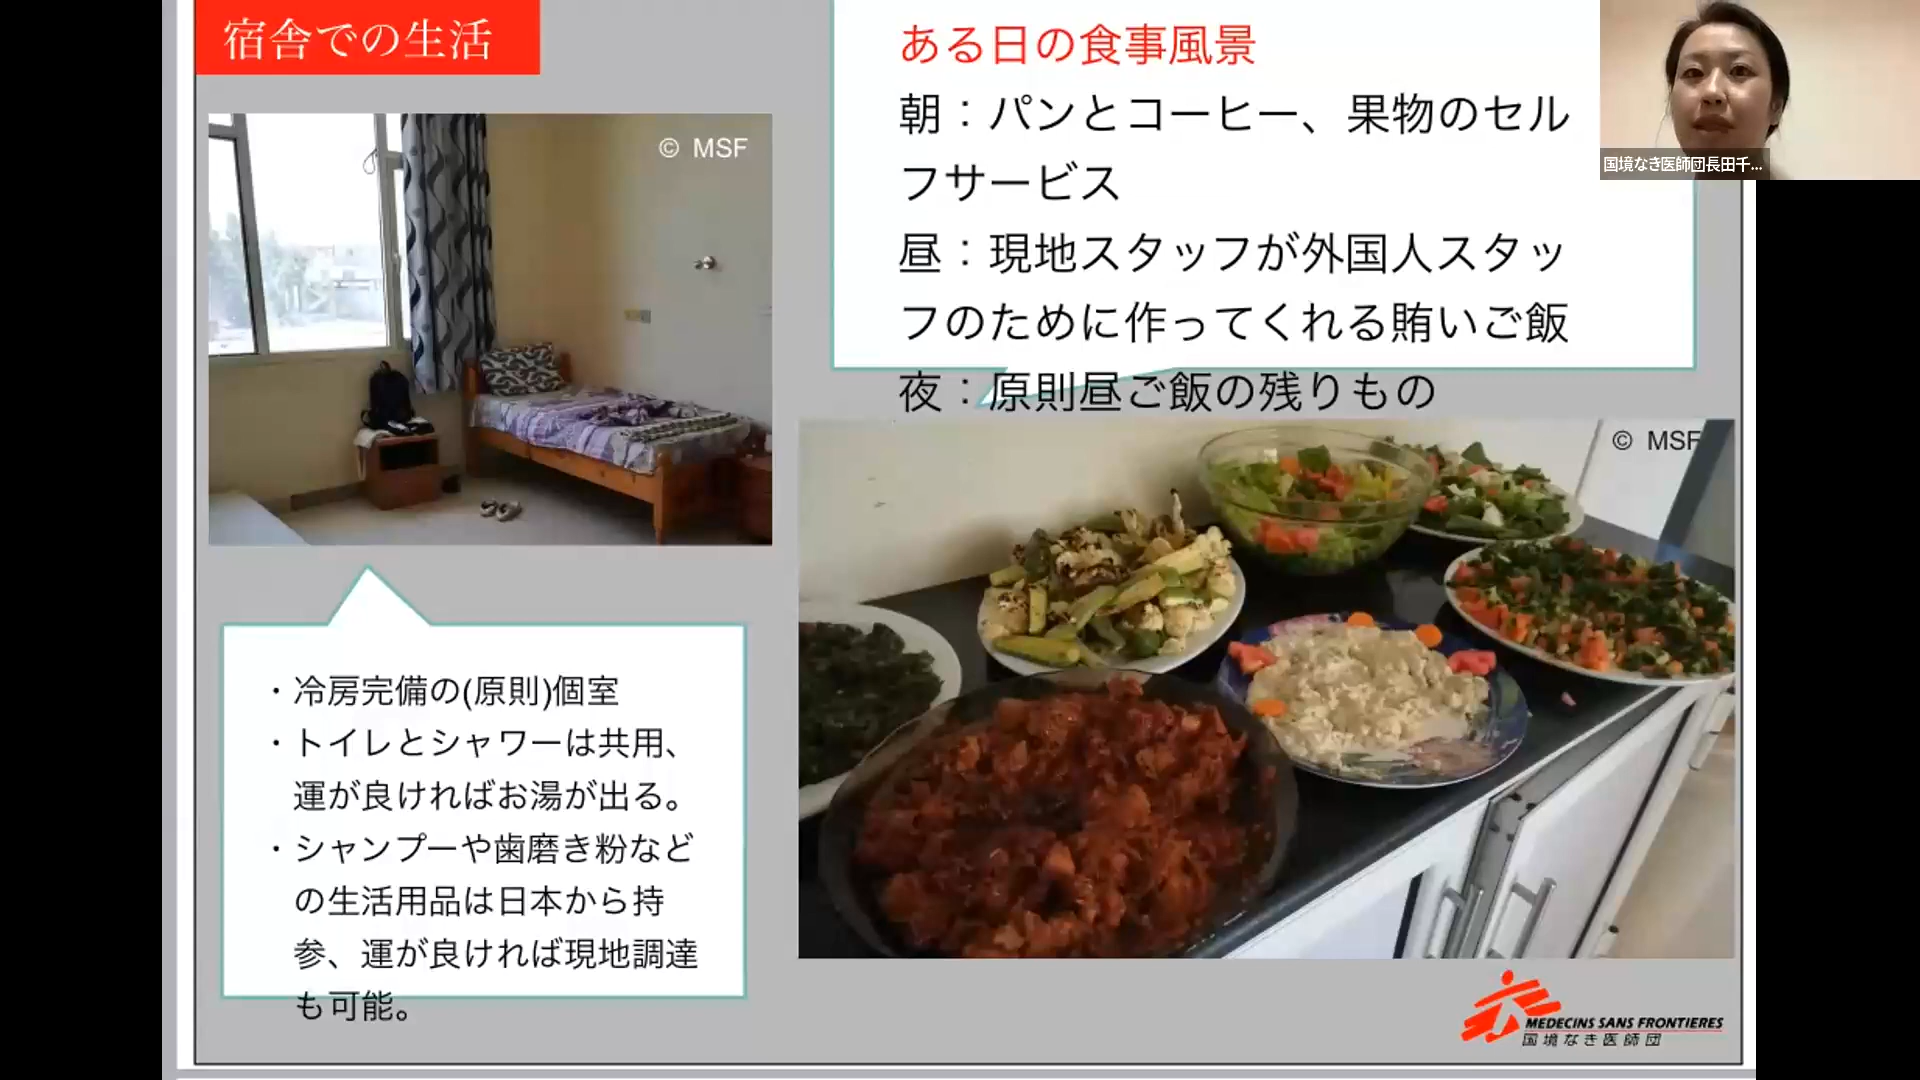 宿舎での生活
© MSF
・冷房完備の(原則)個室
・トイレとシャワーは共用、
運が良ければお湯が出る。
・シャンプーや歯磨き粉など
の生活用品は日本から持
参、運が良ければ現地調達
も可能。
ある日の食事風景
朝：パンとコーヒー、果物のセル
フサービス
昼：現地スタッフが外国人スタッ
フのために作ってくれる賄いご飯
夜：原則昼ご飯の残りもの
© MSF
MEDECINS SANS FRONTIERES
国境なき医師団
国境なき医師団長田千...